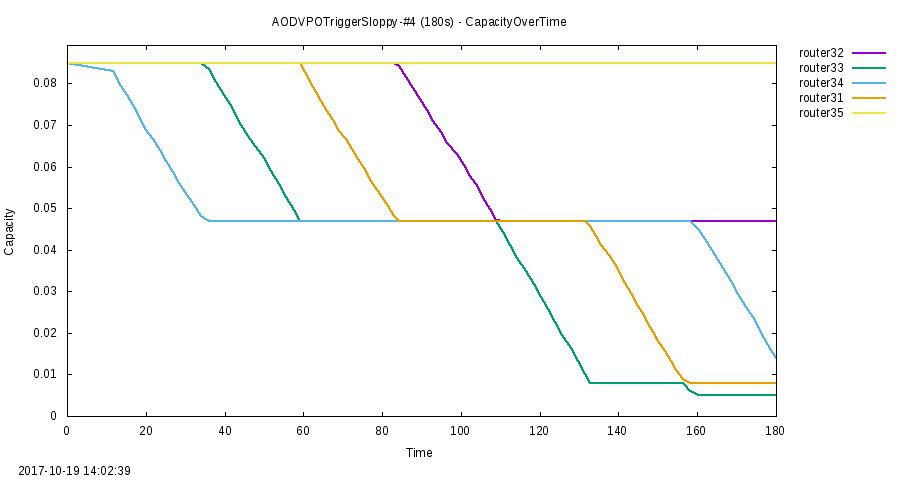 AODVPOTriggerSloppy-#4 (180s) - CapacityOverTime
router32
router33
router34
router31
router35
0.08
0.07
0.06
0.05
0.04
0.03
0.02
0.01
0
Capacity
0 20 40 60 80 100 120 140 160 180
Time
2017-10-19 14:02:39